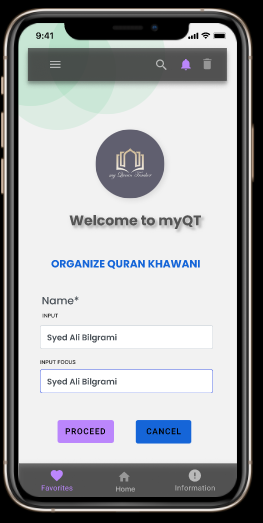 9:41
my Quran Tender
Welcome to myQT
ORGANIZE QURAN KHAWANI
Name*
INPUT
Syed Ali Bilgrami
INPUT FOCUS
Syed Ali Bilgrami
PROCEED CANCEL
Favorites Home Information